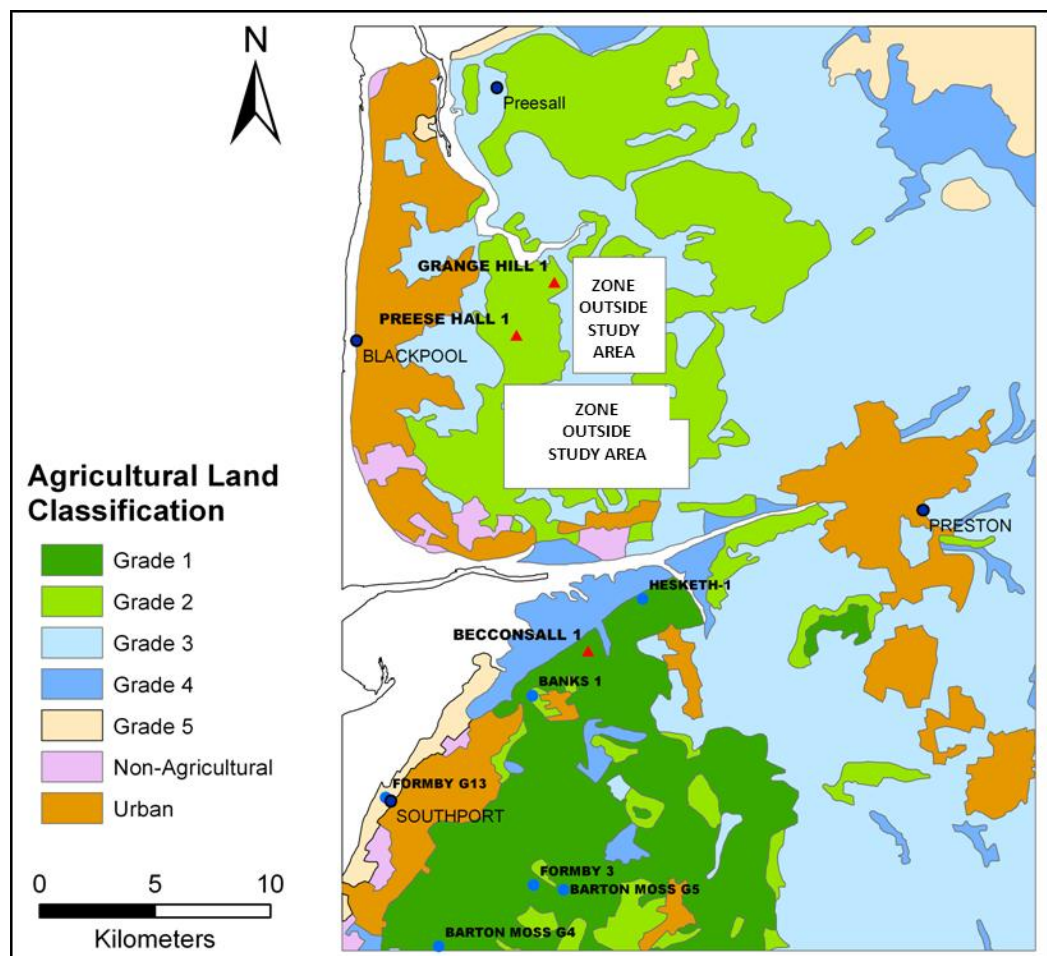 N
Preesall
GRANGE HILL 1
ZONE
OUTSIDE
STUDY
AREA
PREESE HALL 1
BLACKPOOL
ZONE
OUTSIDE
STUDY AREA
PRESTON
HESKETH-1
BECCONSALL 1
BANKS 1
FORMBY G13
SOUTHPORT
FORMBY 3
BARTON MOSS G5
BARTON MOSS G4
Agricultural Land
Classification
Grade 1
Grade 2
Grade 3
Grade 4
Grade 5
Non-Agricultural
Urban
0 5 10
Kilometers